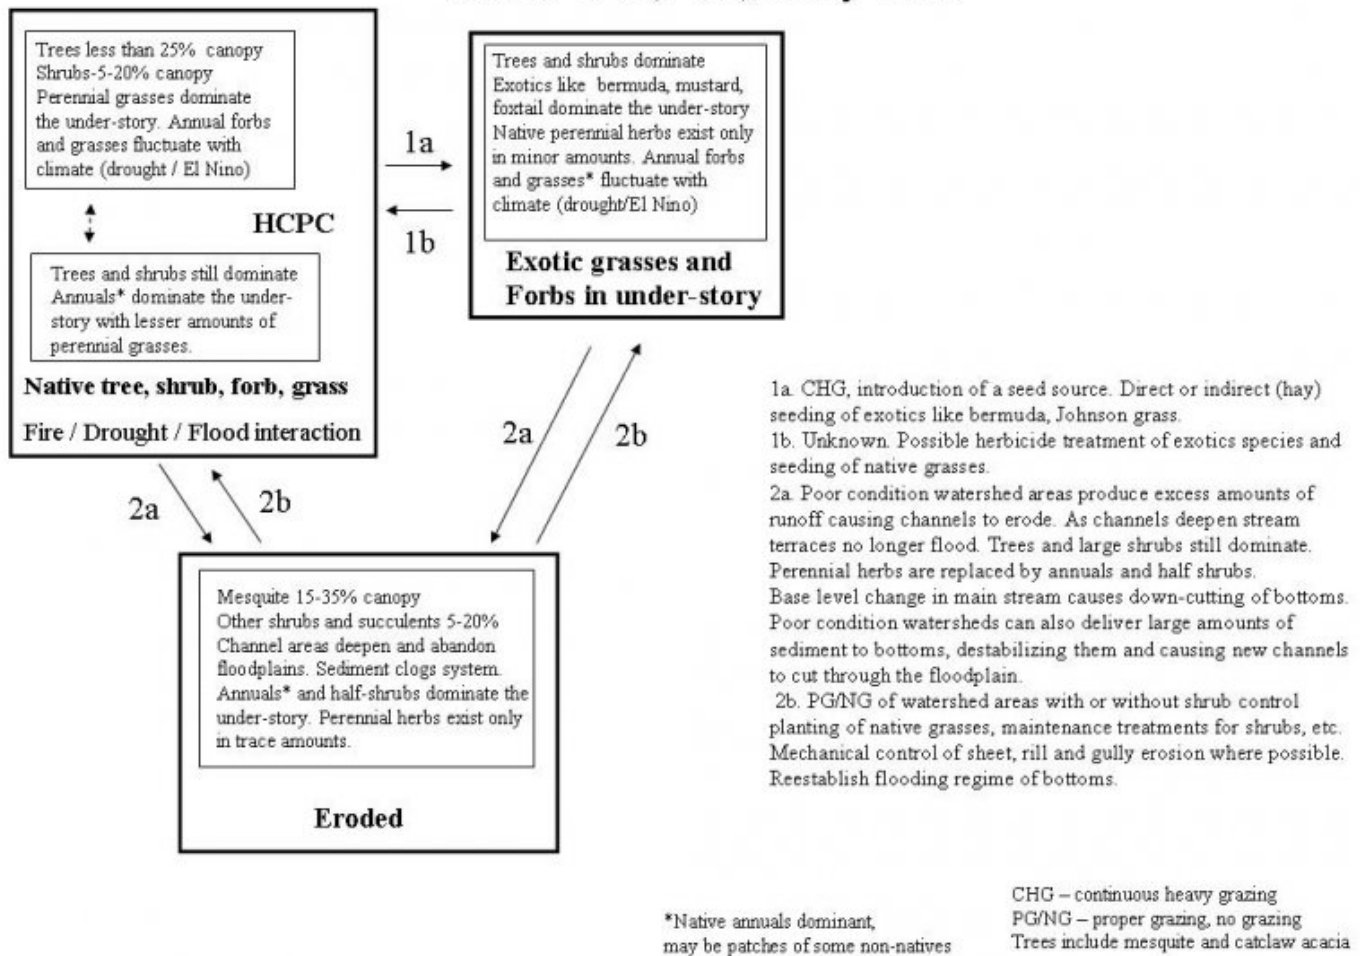 Trees less than 25% canopy
Shrubs-5-20% canopy
Perennial grasses dominate
the under-story. Annual forbs
and grasses fluctuate with
climate (drought / El Nino)
HCPC
Trees and shrubs still dominate
Annuals* dominate the under-
story with lesser amounts of
perennial grasses.
Native tree, shrub, forb, grass
Fire / Drought / Flood interaction
1a
1b
Trees and shrubs dominate
Exotics like bermuda, mustard,
foxtail dominate the under-story
Native perennial herbs exist only
in minor amounts. Annual forbs
and grasses* fluctuate with
climate (drought/El Nino)
Exotic grasses and
Forbs in under-story
2a
2b
2a
2b
Mesquite 15-35% canopy
Other shrubs and succulents 5-20%
Channel areas deepen and abandon
floodplains. Sediment clogs system.
Annuals* and half-shrubs dominate the
under-story. Perennial herbs exist only
in trace amounts.
Eroded
1a. CHG, introduction of a seed source. Direct or indirect (hay)
seeding of exotics like bermuda, Johnson grass.
1b. Unknown. Possible herbicide treatment of exotics species and
seeding of native grasses.
2a. Poor condition watershed areas produce excess amounts of
runoff causing channels to erode. As channels deepen stream
terraces no longer flood. Trees and large shrubs still dominate.
Perennial herbs are replaced by annuals and half shrubs.
Base level change in main stream causes down-cutting of bottoms.
Poor condition watersheds can also deliver large amounts of
sediment to bottoms, destabilizing them and causing new channels
to cut through the floodplain.
2b. PG/NG of watershed areas with or without shrub control
planting of native grasses, maintenance treatments for shrubs, etc.
Mechanical control of sheet, rill and gully erosion where possible.
Reestablish flooding regime of bottoms.
*Native annuals dominant,
may be patches of some non-natives
CHG – continuous heavy grazing
PG/NG – proper grazing, no grazing
Trees include mesquite and catclaw acacia